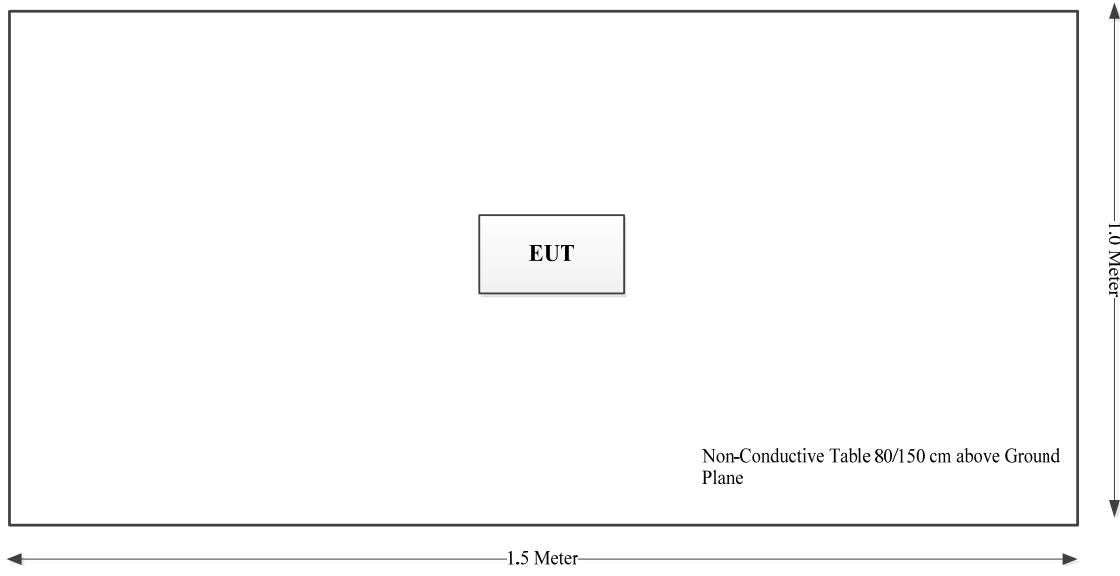 EUT
1.0 Meter
Non-Conductive Table 80/150 cm above Ground
Plane
1.5 Meter